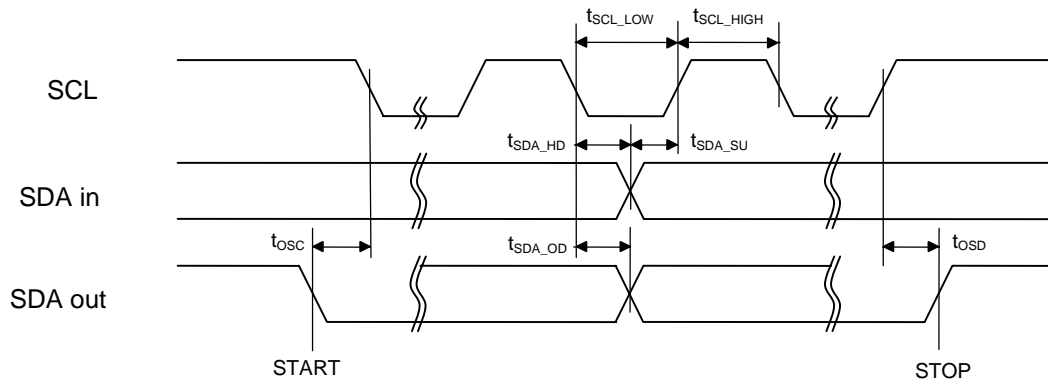 tSCL_LOW tSCL_HIGH
SCL
tSDA_HD tSDA_SU
SDA in
tOSC tSDA_OD tOSD
SDA out
START STOP